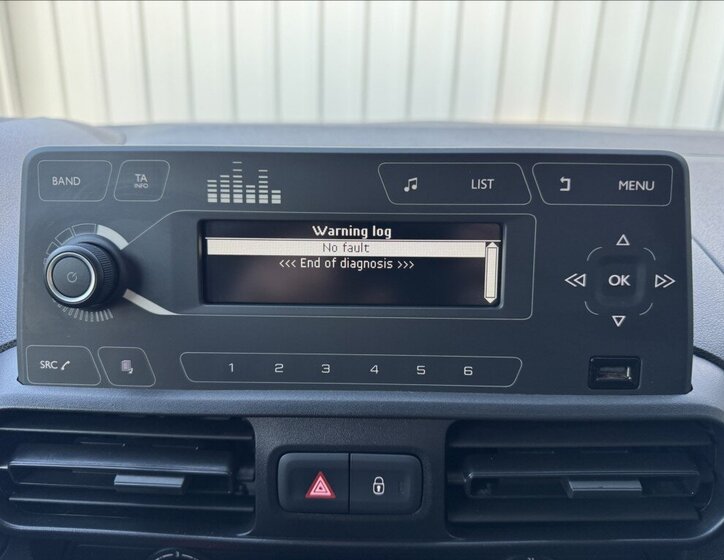 BAND
TA
INFO
LIST
MENU
Warning log
No fault
<<< End of diagnosis >>>
OK
SRC
1 2 3 4 5 6